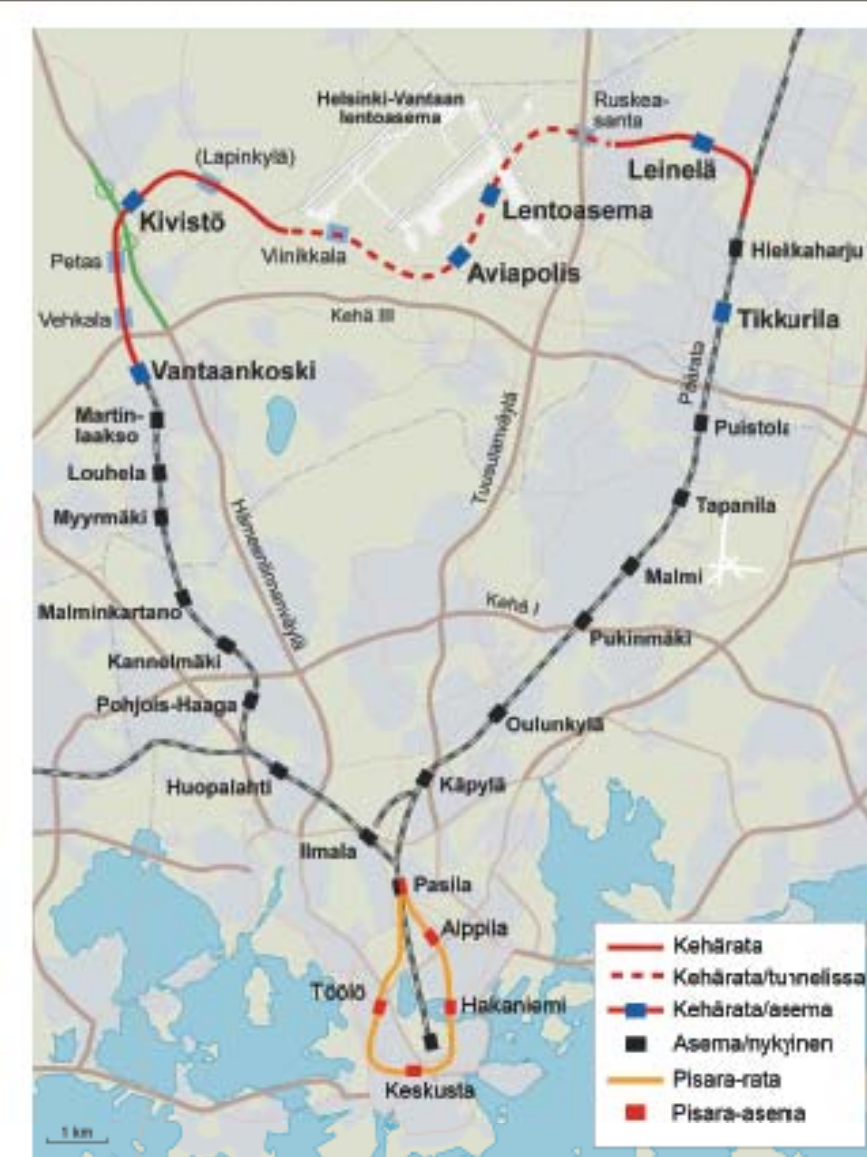 Helsinki-Vantaan
lentoasema
Ruskea-
santa
(Lapinkylä)
Leinelä
Kivistö
Lentoasema
Viinikkala
Petas
Aviapolis
Hiekkaharju
Vehkala
Kehä III
Tikkurila
Päärata
Vantaankoski
Martin-
laakso
Puistola
Louhela
Tuusulanväylä
Myyrmäki
Tapanila
Hämeenlinnanväylä
Malmi
Malminkartano
Kehä I
Pukinmäki
Kannelmäki
Pohjois-Haaga
Oulunkylä
Huopalahti
Käpylä
Ilmala
Pasila
Alppila
Töölö
Hakaniemi
Keskusta
Kehärata
Kehärata/tunnelissa
Kehärata/asema
Asema/nykyinen
Pisara-rata
Pisara-asema
1 km